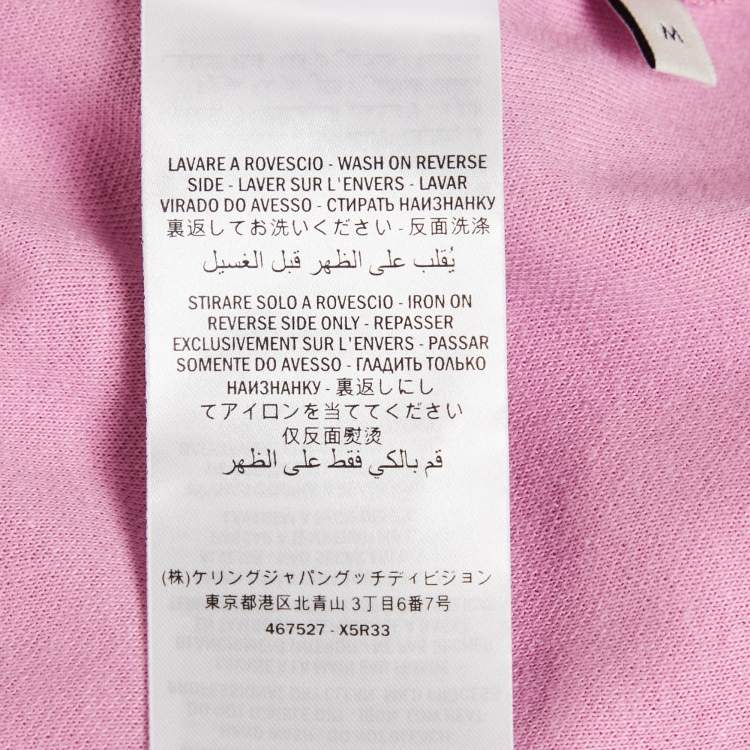 M
LAVARE A ROVESCIO - WASH ON REVERSE
SIDE - LAVER SUR L'ENVERS - LAVAR
VIRADO DO AVESSO - СТИРАТЬ НАИЗНАНКУ
裏返してお洗いください - 反面洗涤
يُقلب على الظهر قبل الغسيل
STIRARE SOLO A ROVESCIO - IRON ON
REVERSE SIDE ONLY - REPASSER
EXCLUSIVEMENT SUR L'ENVERS - PASSAR
SOMENTE DO AVESSO - ГЛАДИТЬ ТОЛЬКО
НАИЗНАНКУ - 裏返しにし
てアイロンを当ててください
仅反面熨烫
قم بالكي فقط على الظهر
(株)ケリングジャパングッチディビジョン
東京都港区北青山 3丁目6番7号
467527 - X5R33